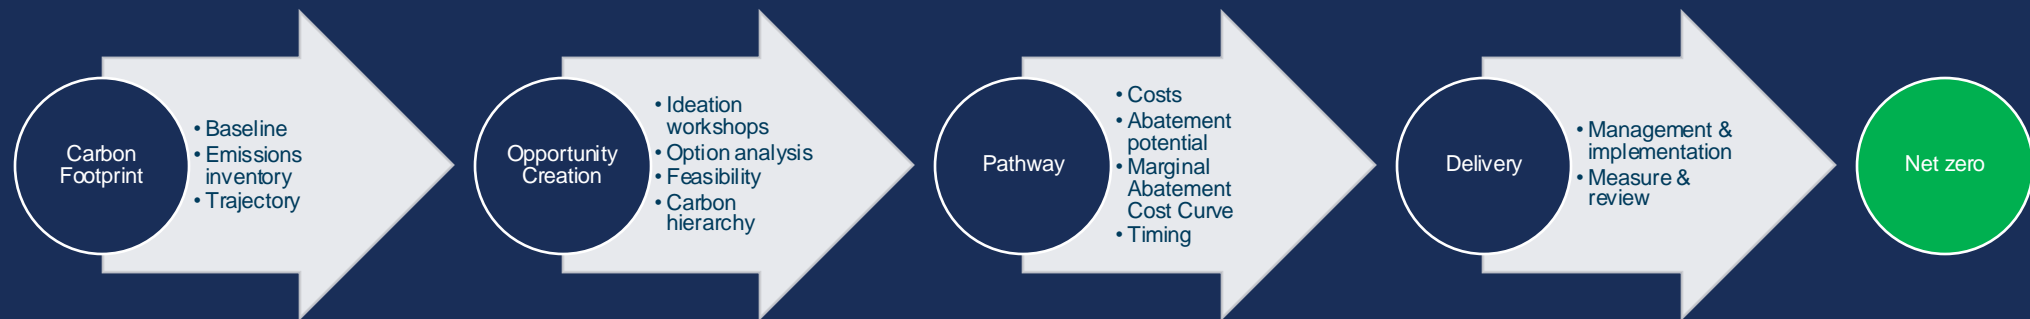 Carbon
Footprint
• Baseline
• Emissions
inventory
• Trajectory
Opportunity
Creation
• Ideation
workshops
• Option analysis
• Feasibility
• Carbon
hierarchy
Pathway
• Costs
• Abatement
potential
• Marginal
Abatement
Cost Curve
• Timing
Delivery
• Management &
implementation
• Measure &
review
Net zero